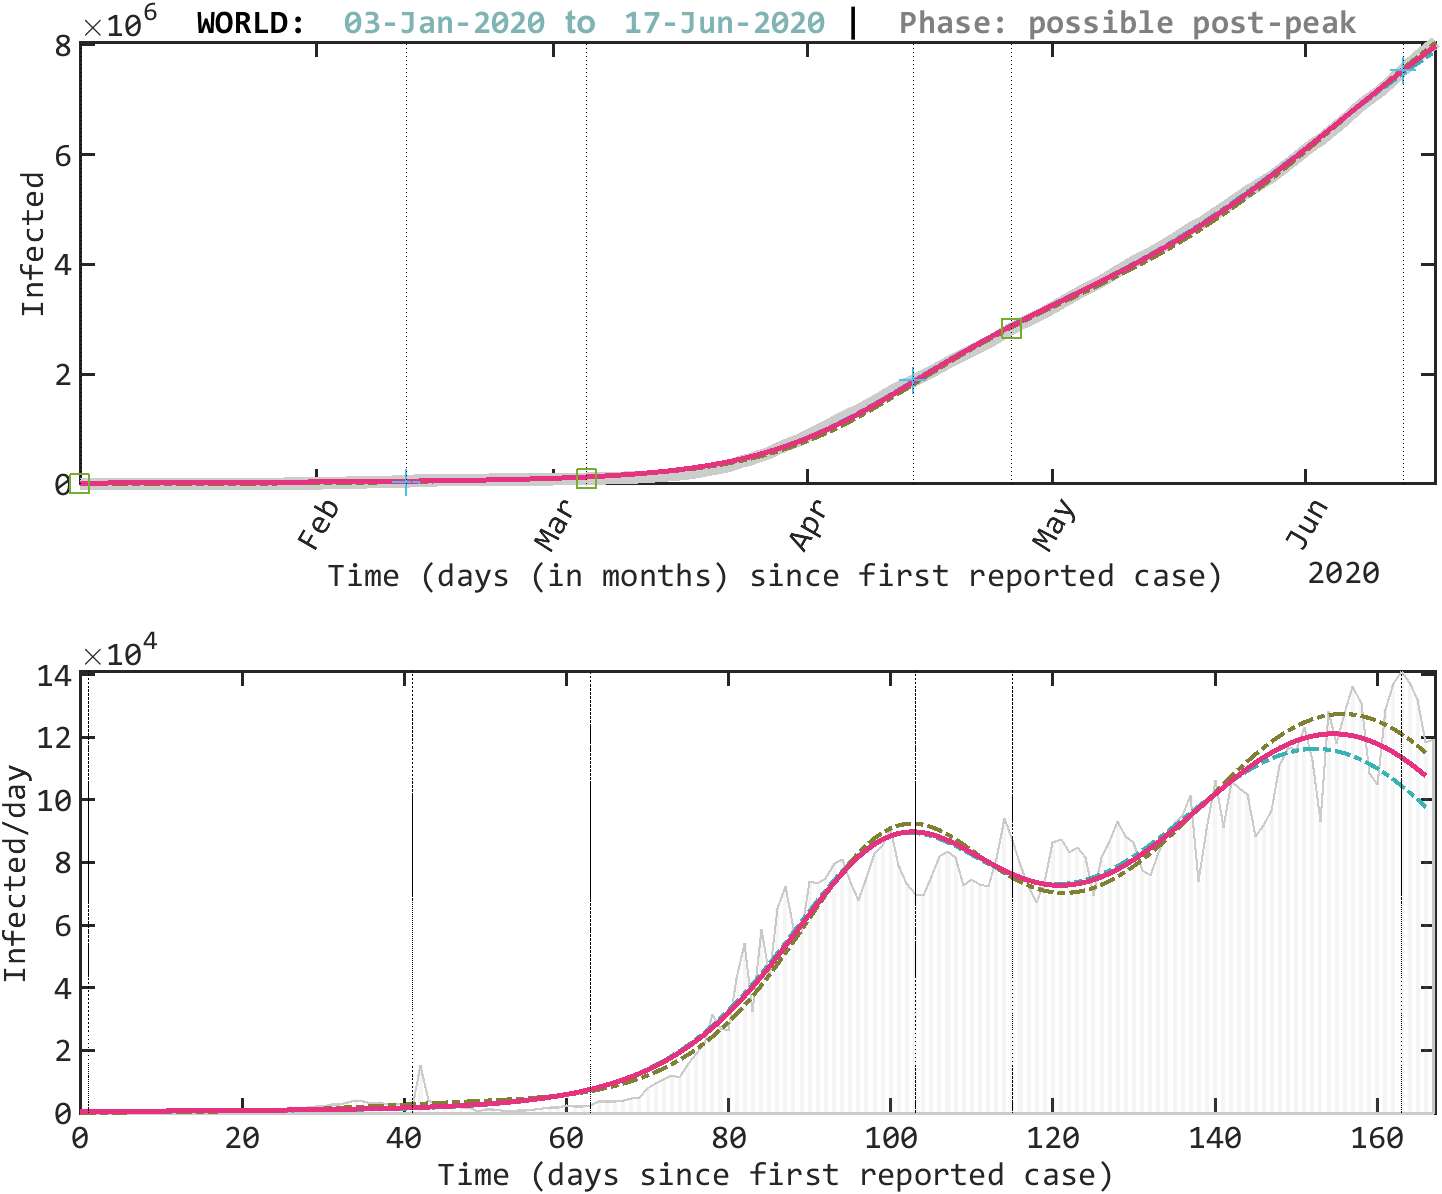 WORLD: 03-Jan-2020 to 17-Jun-2020 | Phase: possible post-peak
×10^6
8
6
4
2
0
Infected
Feb
Mar
Apr
May
Jun
Time (days (in months) since first reported case)
2020
×10^4
14
12
10
8
6
4
2
0
Infected/day
0 20 40 60 80 100 120 140 160
Time (days since first reported case)